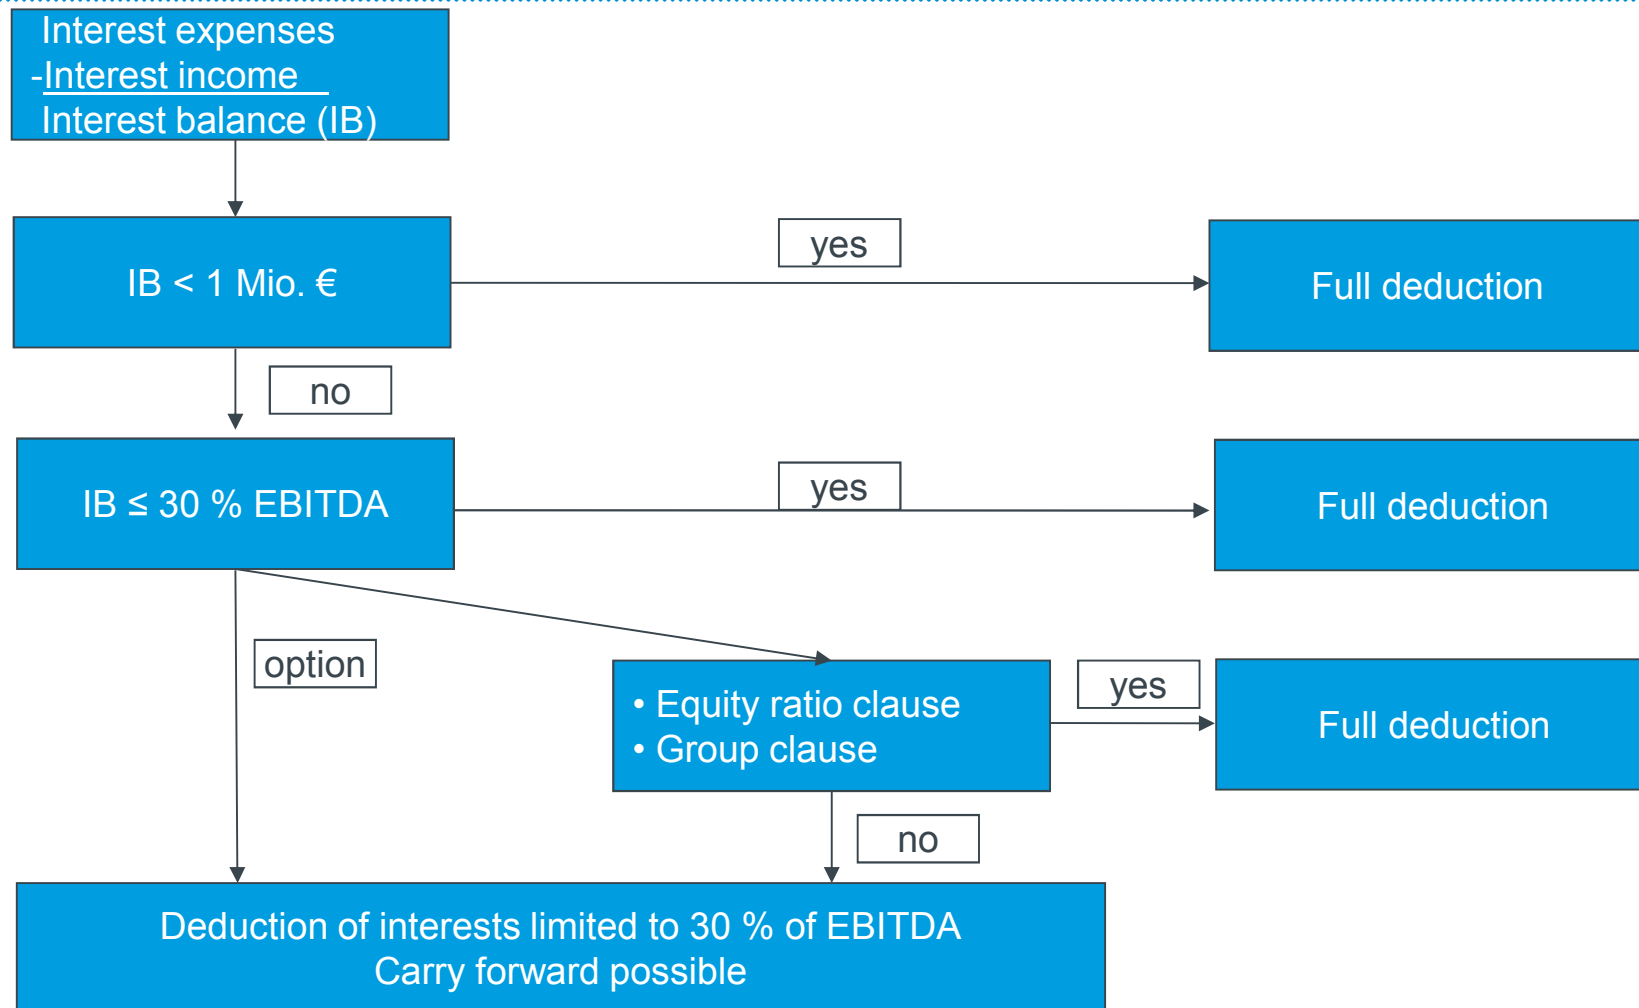 Interest expenses
-Interest income
Interest balance (IB)
IB < 1 Mio. €
yes
Full deduction
no
IB ≤ 30 % EBITDA
yes
Full deduction
option
• Equity ratio clause
• Group clause
yes
Full deduction
no
Deduction of interests limited to 30 % of EBITDA
Carry forward possible